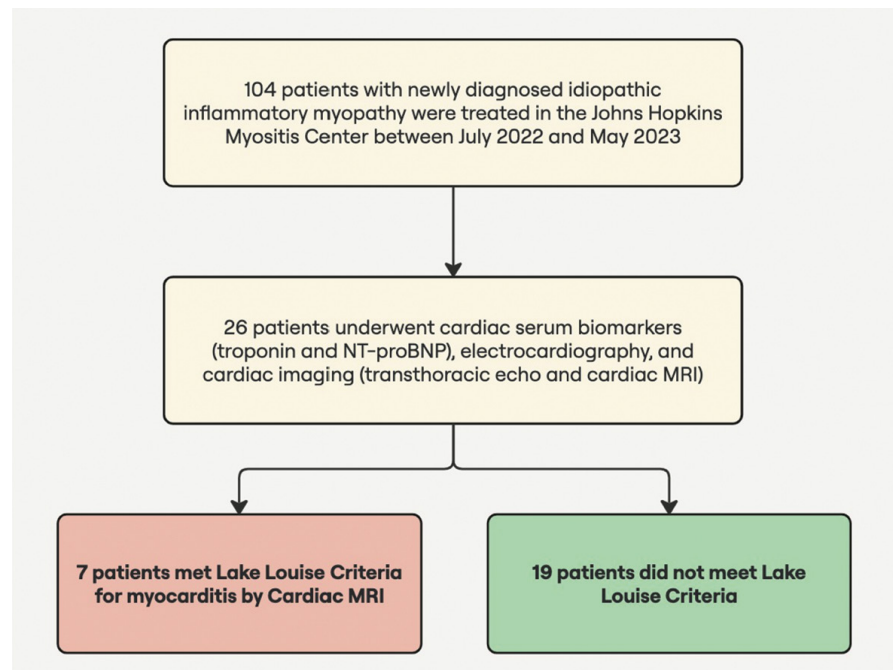 104 patients with newly diagnosed idiopathic
inflammatory myopathy were treated in the Johns Hopkins
Myositis Center between July 2022 and May 2023
26 patients underwent cardiac serum biomarkers
(troponin and NT-proBNP), electrocardiography, and
cardiac imaging (transthoracic echo and cardiac MRI)
7 patients met Lake Louise Criteria
for myocarditis by Cardiac MRI
19 patients did not meet Lake
Louise Criteria